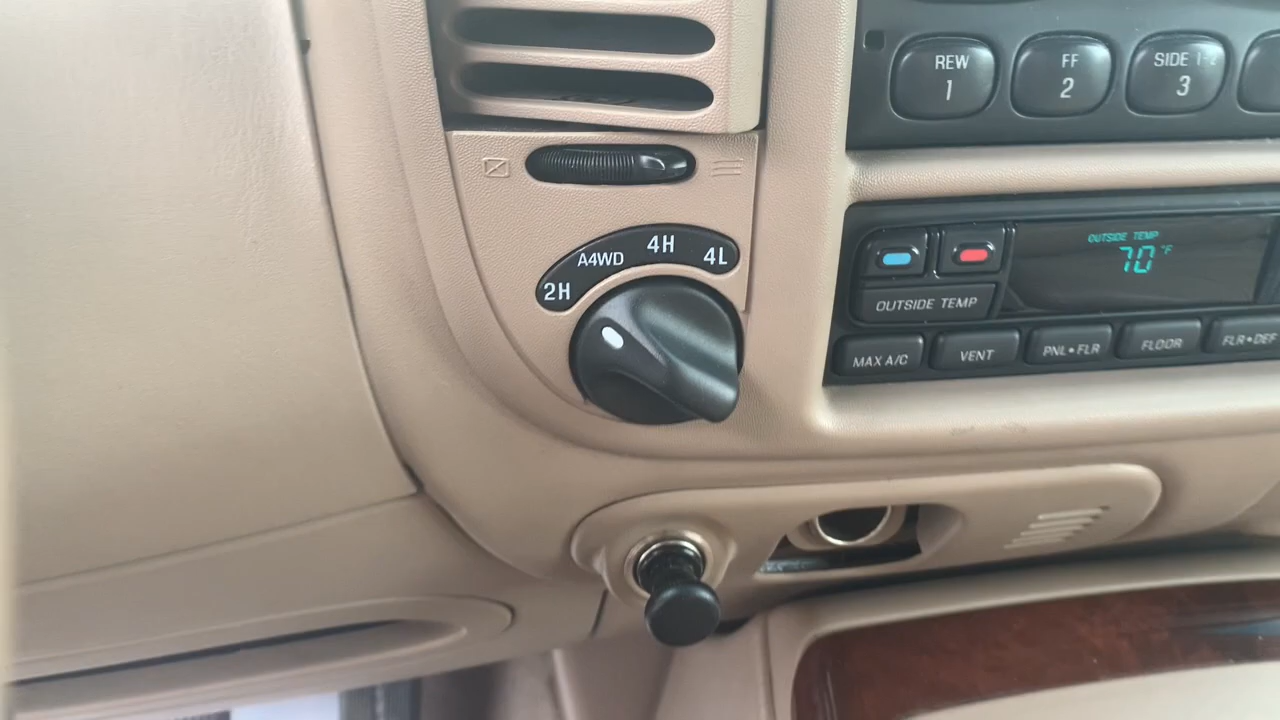 REW
1
FF
2
SIDE 1-2
3
2H A4WD 4H 4L
OUTSIDE TEMP
70 °F
OUTSIDE TEMP
MAX A/C
VENT
PNL•FLR
FLOOR
FLR•DEF